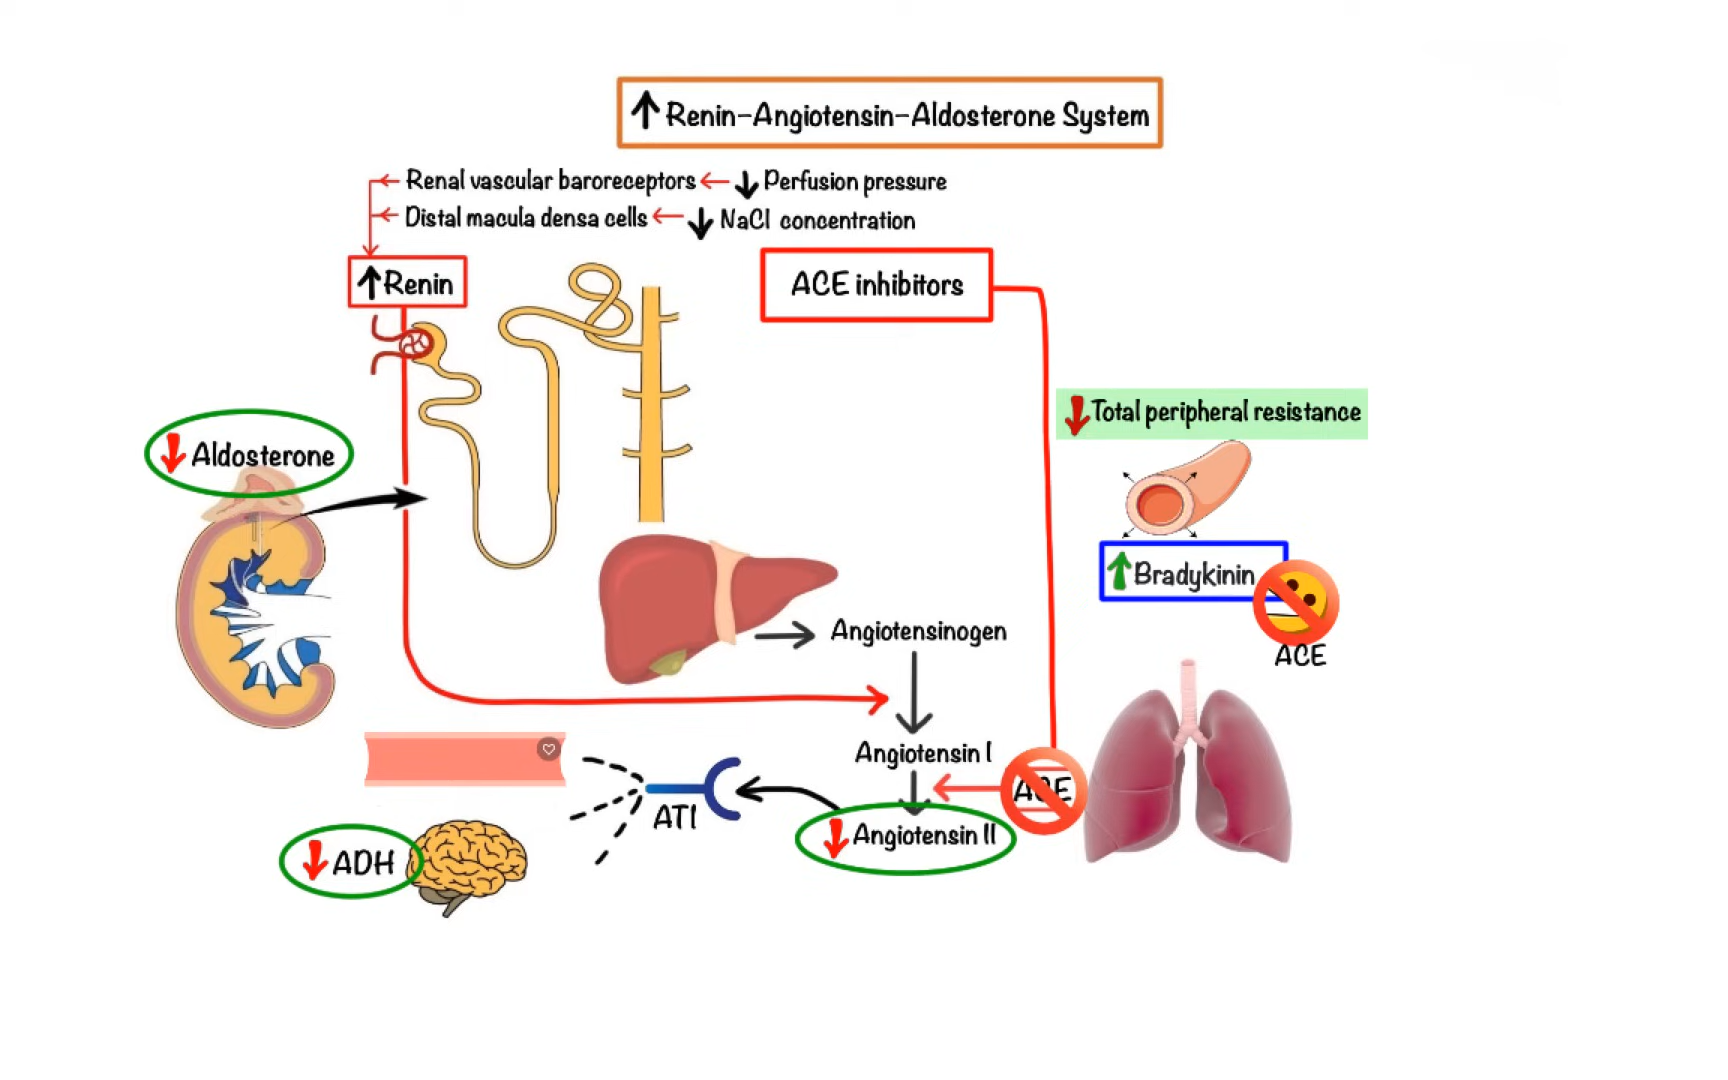 ↑ Renin-Angiotensin-Aldosterone System
Renal vascular baroreceptors ← ↓ Perfusion pressure
Distal macula densa cells ← ↓ NaCl concentration
↑ Renin
ACE inhibitors
↓ Total peripheral resistance
↓ Aldosterone
↑ Bradykinin
Angiotensinogen
ACE
Angiotensin I
ACE
AT1
↓ Angiotensin II
↓ ADH